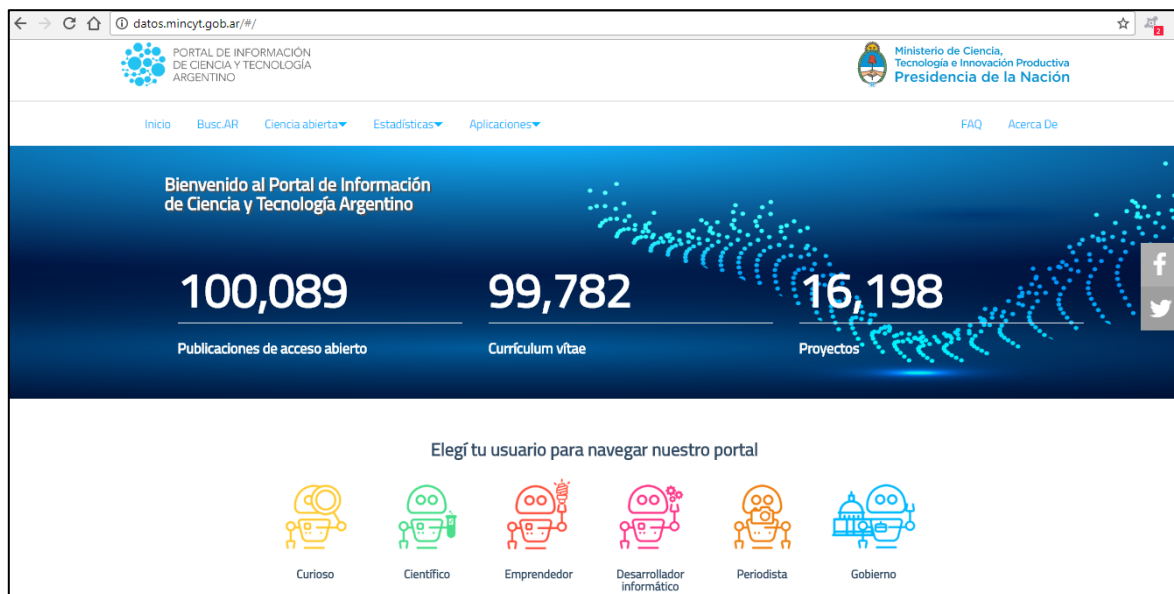 datos.mincyt.gob.ar/#/
2
PORTAL DE INFORMACIÓN
DE CIENCIA Y TECNOLOGÍA
ARGENTINO
Ministerio de Ciencia,
Tecnología e Innovación Productiva
Presidencia de la Nación
Inicio Busc.AR Ciencia abierta Estadísticas Aplicaciones FAQ Acerca De
Bienvenido al Portal de Información
de Ciencia y Tecnología Argentino
100,089 99,782 16,198
Publicaciones de acceso abierto Currículum vítae Proyectos
Elegí tu usuario para navegar nuestro portal
Curioso Científico Emprendedor Desarrollador informático Periodista Gobierno